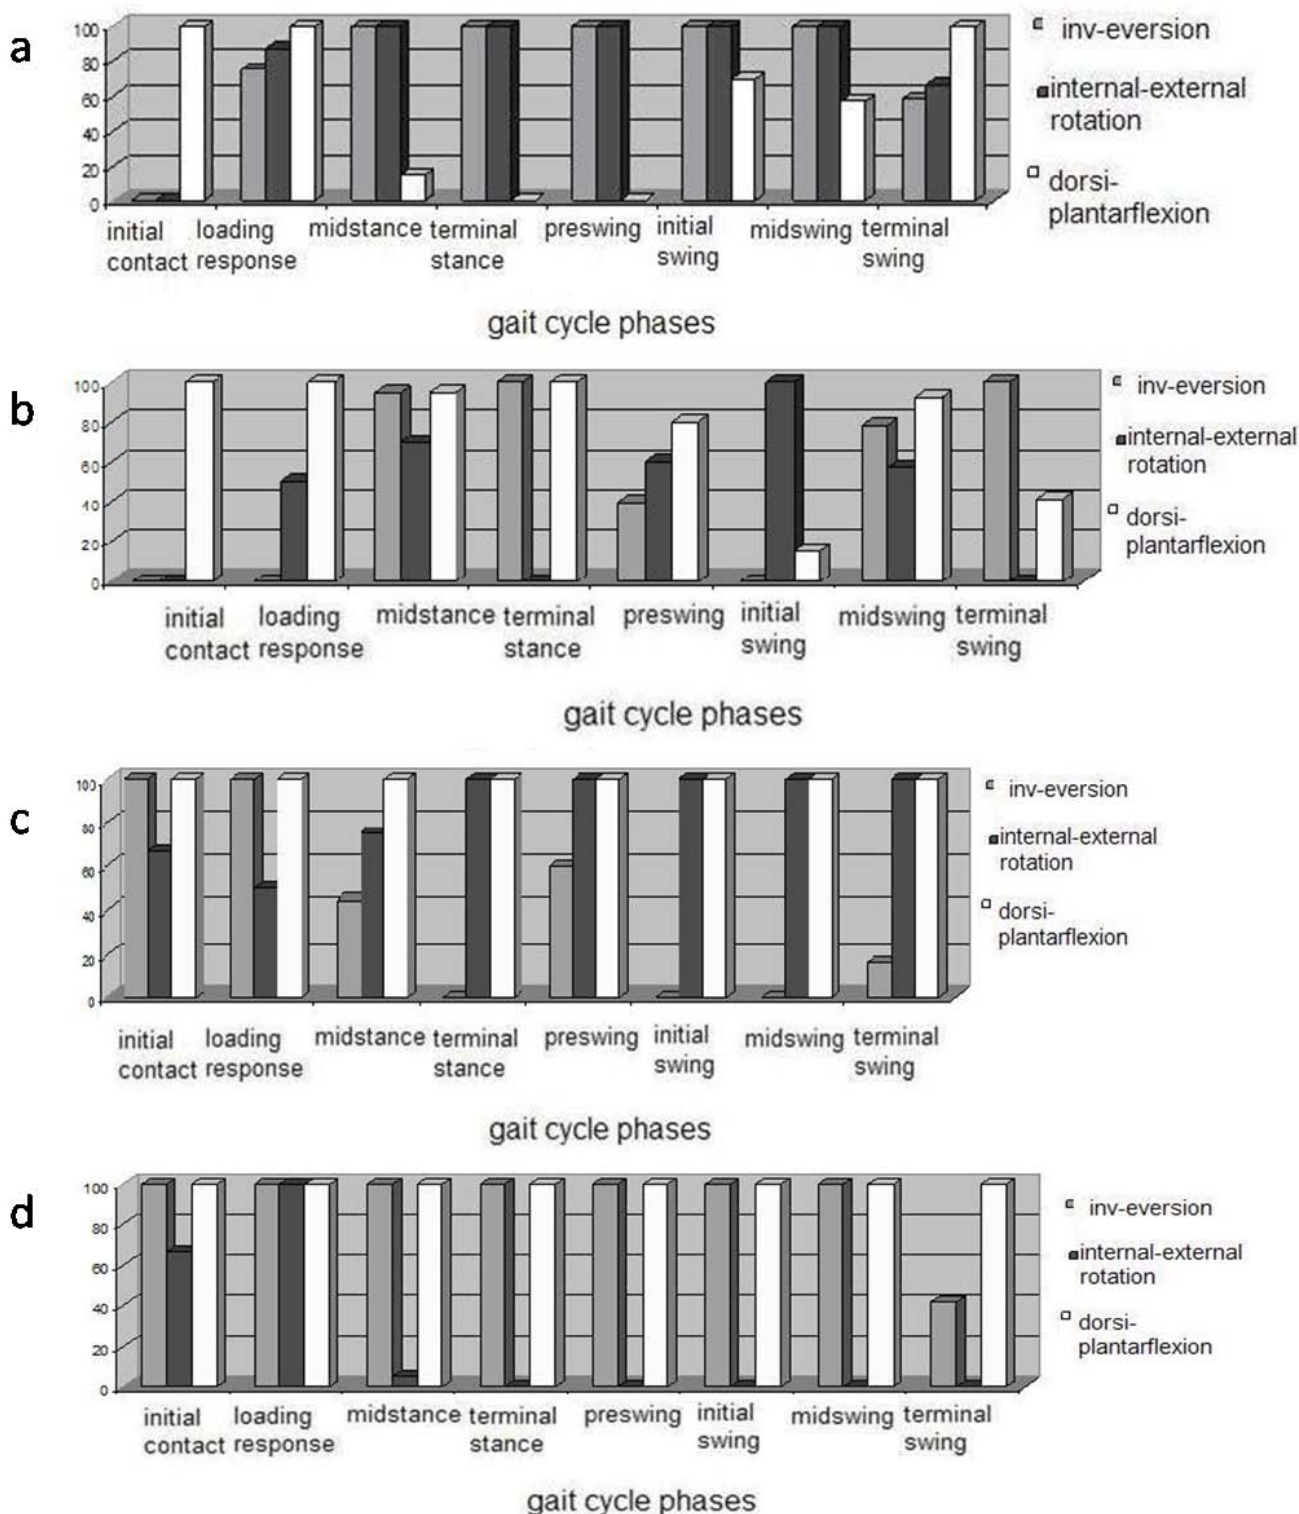 a
100
80
60
40
20
0
initial contact
loading response
midstance
terminal stance
preswing
initial swing
midswing
terminal swing
gait cycle phases
inv-eversion
internal-external
rotation
dorsi-
plantarflexion
b
100
80
60
40
20
0
initial contact
loading response
midstance
terminal stance
preswing
initial swing
midswing
terminal swing
gait cycle phases
inv-eversion
internal-external
rotation
dorsi-
plantarflexion
c
100
80
60
40
20
0
initial contact
loading response
midstance
terminal stance
preswing
initial swing
midswing
terminal swing
gait cycle phases
inv-eversion
internal-external
rotation
dorsi-
plantarflexion
d
100
80
60
40
20
0
initial contact
loading response
midstance
terminal stance
preswing
initial swing
midswing
terminal swing
gait cycle phases
inv-eversion
internal-external
rotation
dorsi-
plantarflexion